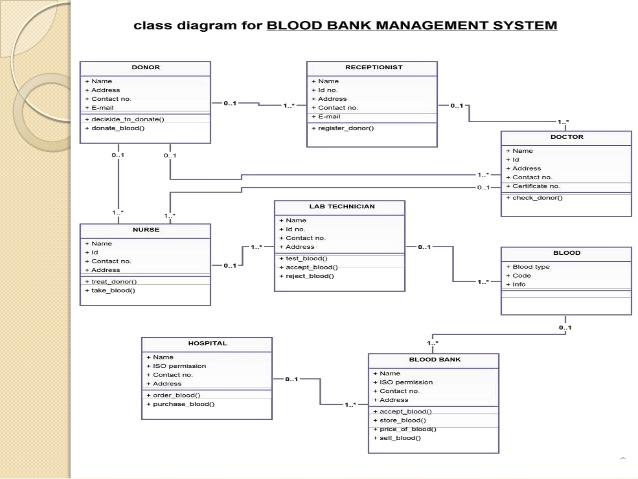 class diagram for BLOOD BANK MANAGEMENT SYSTEM
DONOR
+ Name
+ Address
+ Contact no.
+ E-mail
+ deciside_to_donate()
+ donate_blood()
0..1
1..*
RECEPTIONIST
+ Name
+ Id no.
+ Address
+ Contact no.
+ E-mail
+ register_donor()
0..1
1..*
DOCTOR
+ Name
+ Id
+ Address
+ Contact no.
+ Certificate no.
+ check_donor()
0..1
0..1
1..*
0..1
1..*
1..*
NURSE
+ Name
+ Id
+ Contact no.
+ Address
+ treat_donor()
+ take_blood()
0..1
1..*
LAB TECHNICIAN
+ Name
+ Id no.
+ Contact no.
+ Address
+ test_blood()
+ accept_blood()
+ reject_blood()
0..1
1..*
BLOOD
+ Blood type
+ Code
+ Info
0..1
1..*
HOSPITAL
+ Name
+ ISO permission
+ Contact no.
+ Address
+ order_blood()
+ purchase_blood()
0..1
1..*
BLOOD BANK
+ Name
+ ISO permission
+ Contact no.
+ Address
+ accept_blood()
+ store_blood()
+ price_of_blood()
+ sell_blood()